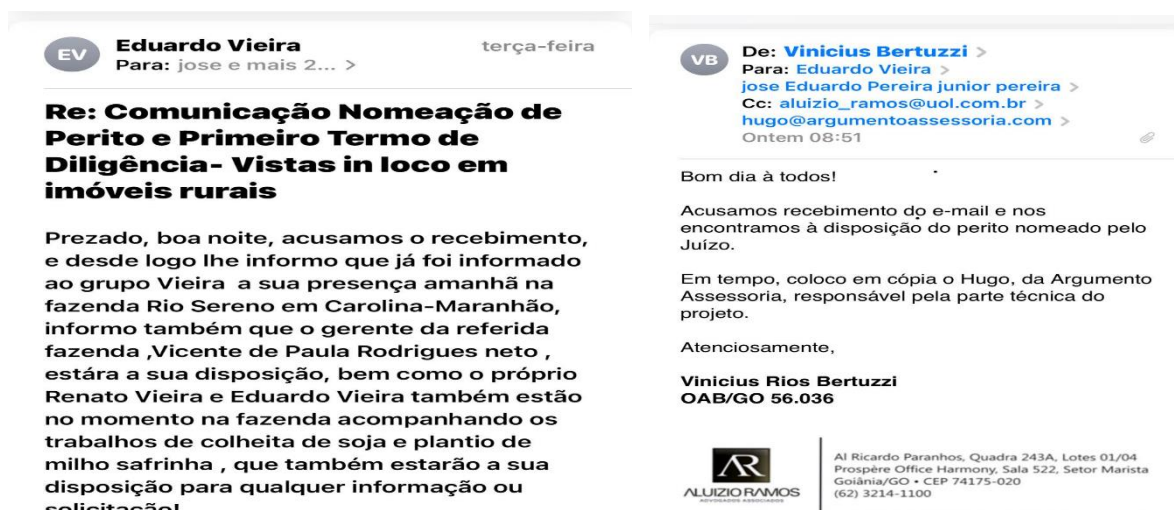 EV
Eduardo Vieira
terça-feira
Para: jose e mais 2... >
Re: Comunicação Nomeação de
Perito e Primeiro Termo de
Diligência- Vistas in loco em
imóveis rurais
Prezado, boa noite, acusamos o recebimento,
e desde logo lhe informo que já foi informado
ao grupo Vieira a sua presença amanhã na
fazenda Rio Sereno em Carolina-Maranhão,
informo também que o gerente da referida
fazenda ,Vicente de Paula Rodrigues neto ,
estára a sua disposição, bem como o próprio
Renato Vieira e Eduardo Vieira também estão
no momento na fazenda acompanhando os
trabalhos de colheita de soja e plantio de
milho safrinha , que também estarão a sua
disposição para qualquer informação ou
solicitação!
VB
De: Vinicius Bertuzzi >
Para: Eduardo Vieira >
jose Eduardo Pereira junior pereira >
Cc: aluizio_ramos@uol.com.br >
hugo@argumentoassessoria.com >
Ontem 08:51
Bom dia à todos!
Acusamos recebimento do e-mail e nos
encontramos à disposição do perito nomeado pelo
Juízo.
Em tempo, coloco em cópia o Hugo, da Argumento
Assessoria, responsável pela parte técnica do
projeto.
Atenciosamente,
Vinicius Rios Bertuzzi
OAB/GO 56.036
AR
ALUIZIO RAMOS
ADVOGADOS ASSOCIADOS
Al Ricardo Paranhos, Quadra 243A, Lotes 01/04
Prospère Office Harmony, Sala 522, Setor Marista
Goiânia/GO • CEP 74175-020
(62) 3214-1100